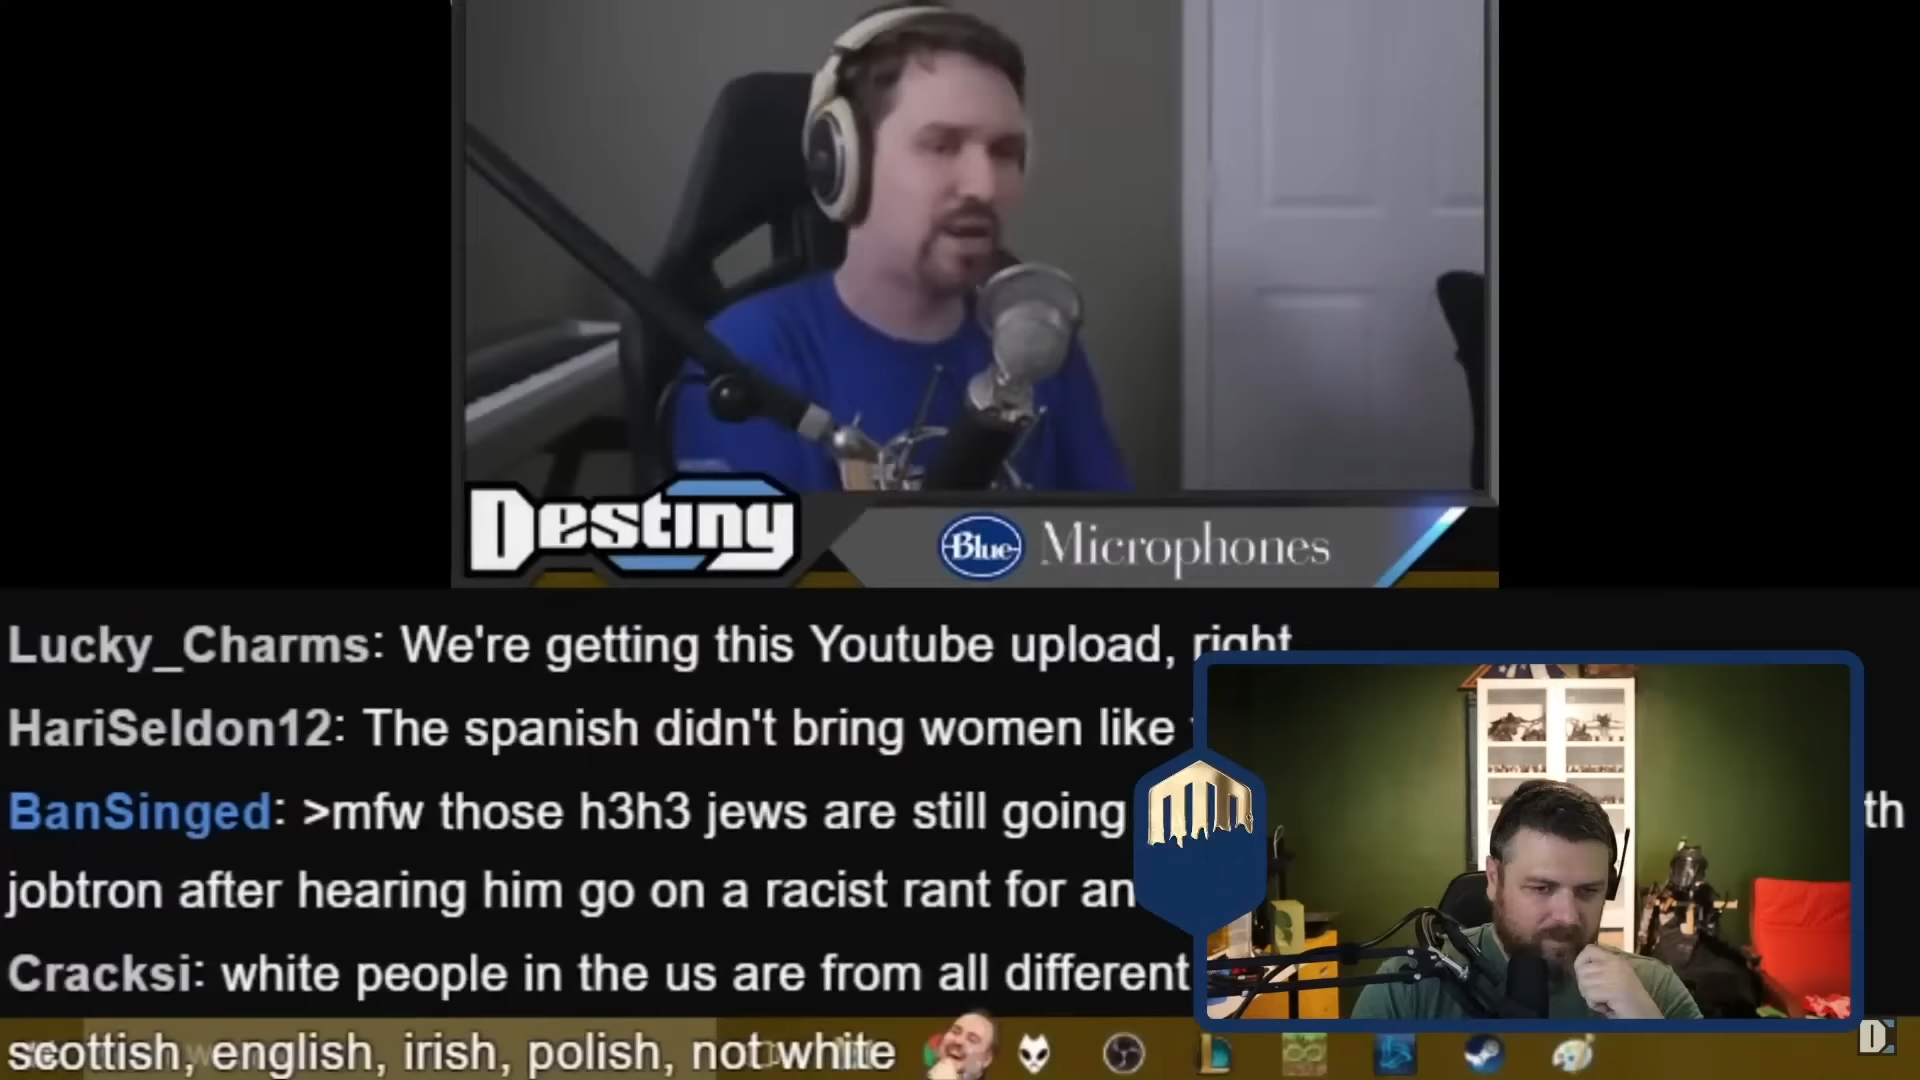 Destiny
Blue Microphones
Lucky_Charms: We're getting this Youtube upload, right
HariSeldon12: The spanish didn't bring women like
BanSinged: >mfw those h3h3 jews are still going th
jobtron after hearing him go on a racist rant for an
Cracksi: white people in the us are from all different
scottish, english, irish, polish, not white
D: